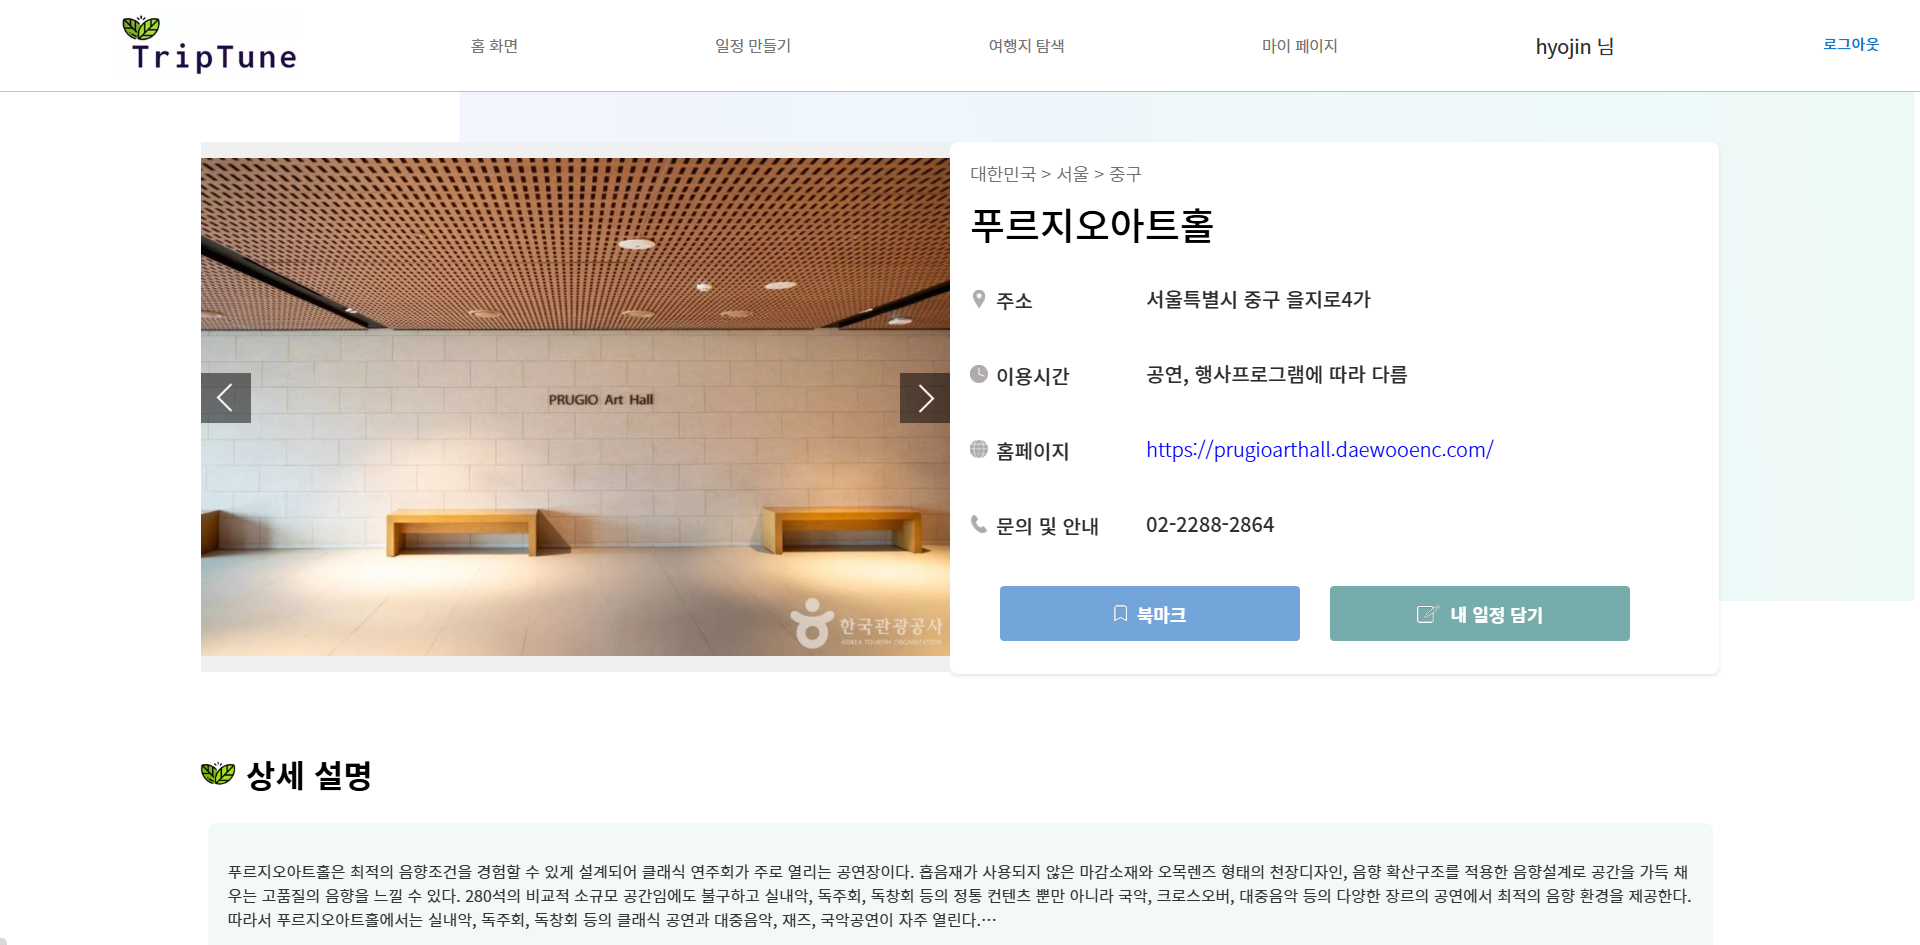 TripTune
홈 화면
일정 만들기
여행지 탐색
마이 페이지
hyojin 님
로그아웃
PRUGIO Art Hall
한국관광공사
KOREA TOURISM ORGANIZATION
대한민국 > 서울 > 중구
푸르지오아트홀
주소
서울특별시 중구 을지로4가
이용시간
공연, 행사프로그램에 따라 다름
홈페이지
https://prugioarthall.daewooenc.com/
문의 및 안내
02-2288-2864
북마크
내 일정 담기
상세 설명
푸르지오아트홀은 최적의 음향조건을 경험할 수 있게 설계되어 클래식 연주회가 주로 열리는 공연장이다. 흡음재가 사용되지 않은 마감소재와 오목렌즈 형태의 천장디자인, 음향 확산구조를 적용한 음향설계로 공간을 가득 채
우는 고품질의 음향을 느낄 수 있다. 280석의 비교적 소규모 공간임에도 불구하고 실내악, 독주회, 독창회 등의 정통 컨텐츠 뿐만 아니라 국악, 크로스오버, 대중음악 등의 다양한 장르의 공연에서 최적의 음향 환경을 제공한다.
따라서 푸르지오아트홀에서는 실내악, 독주회, 독창회 등의 클래식 공연과 대중음악, 재즈, 국악공연이 자주 열린다.…